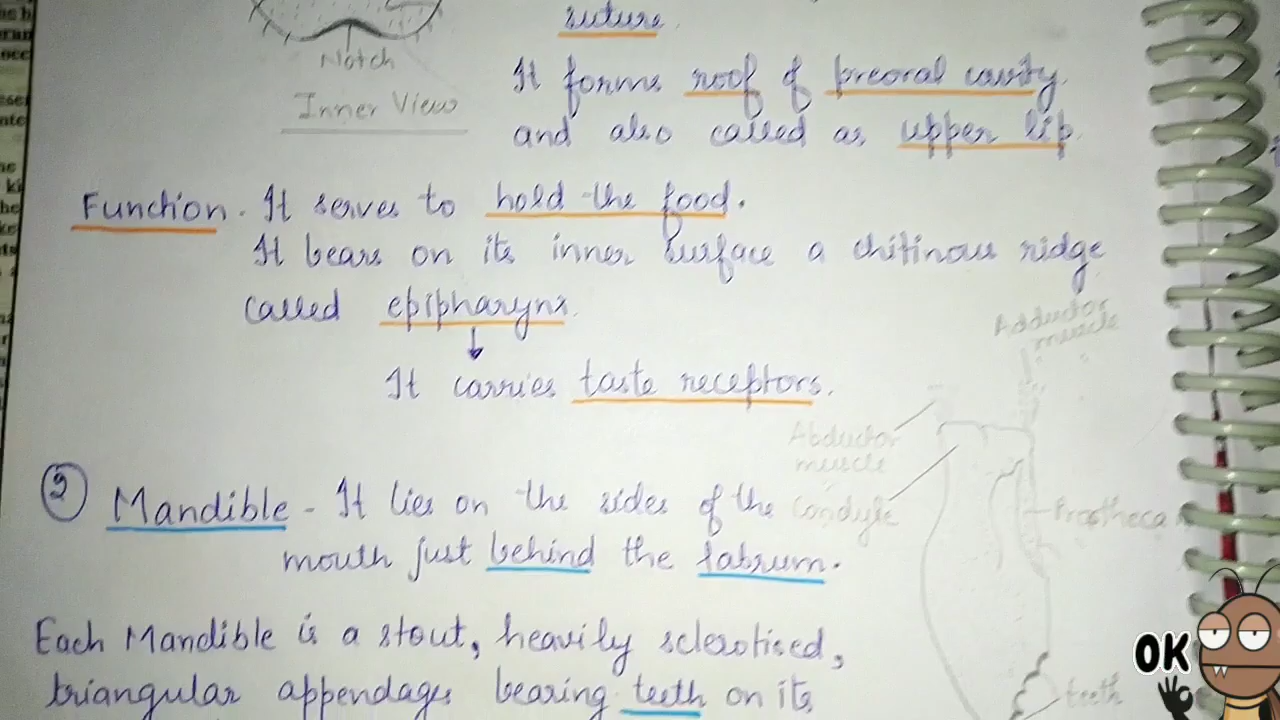 suture.
Notch
Inner View
It forms roof of preoral cavity.
and also called as upper lip.
Function - It serves to hold the food.
It bears on its inner surface a chitinous ridge
called epipharynx.
It carries taste receptors.
Adductor
muscle
Abductor
muscle
Condyle
Prostheca
teeth
2 Mandible - It lies on the sides of the
mouth just behind the labrum.
Each Mandible is a stout, heavily sclerotised,
triangular appendage bearing teeth on its
OK